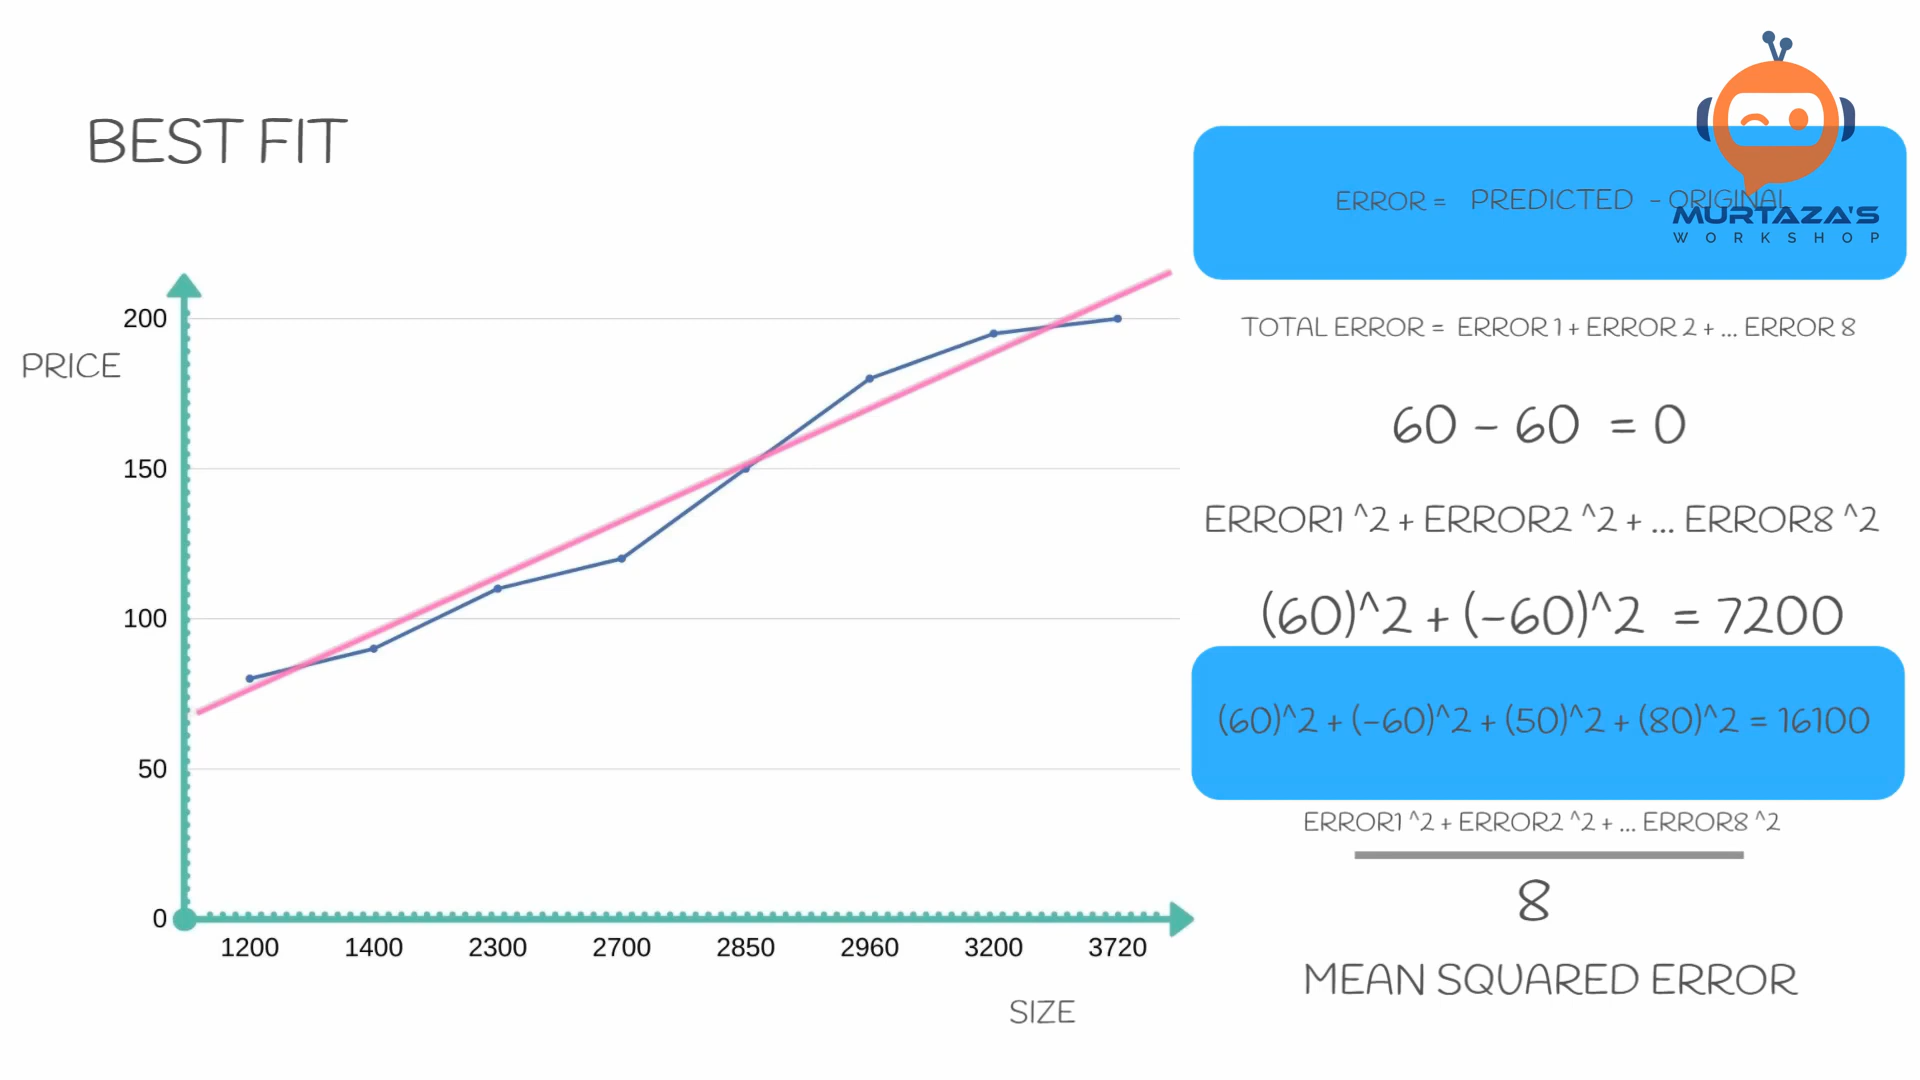 BEST FIT
PRICE
200
150
100
50
0
1200 1400 2300 2700 2850 2960 3200 3720
SIZE
ERROR = PREDICTED - ORIGINAL
MURTAZA'S
WORKSHOP
TOTAL ERROR = ERROR 1 + ERROR 2 + ... ERROR 8
60 - 60 = 0
ERROR1 ^2 + ERROR2 ^2 + ... ERROR8 ^2
(60)^2 + (-60)^2 = 7200
(60)^2 + (-60)^2 + (50)^2 + (80)^2 = 16100
ERROR1 ^2 + ERROR2 ^2 + ... ERROR8 ^2
8
MEAN SQUARED ERROR